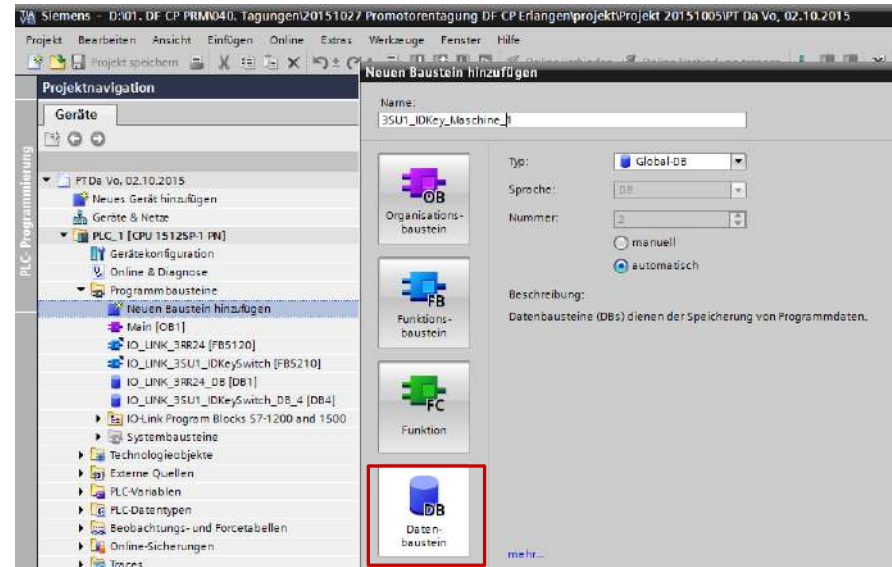 Siemens - D:\01. DF CP PRM\040. Tagungen\20151027 Promotorentagung DF CP Erlangen\projekt\Projekt 20151005\PT Da Vo, 02.10.2015
Projekt Bearbeiten Ansicht Einfügen Online Extras Werkzeuge Fenster Hilfe
Projekt speichern
Projektnavigation
Geräte
PLC-Programmierung
PT Da Vo, 02.10.2015
Neues Gerät hinzufügen
Geräte & Netze
PLC_1 [CPU 1512SP-1 PN]
Gerätekonfiguration
Online & Diagnose
Programmbausteine
Neuen Baustein hinzufügen
Main [OB1]
IO_LINK_3RR24 [FB5120]
IO_LINK_3SU1_IDKeySwitch [FB5210]
IO_LINK_3RR24_DB [DB1]
IO_LINK_3SU1_IDKeySwitch_DB_4 [DB4]
IO-Link Program Blocks S7-1200 and 1500
Systembausteine
Technologieobjekte
Externe Quellen
PLC-Variablen
PLC-Datentypen
Beobachtungs- und Forcetabellen
Online-Sicherungen
Traces
Neuen Baustein hinzufügen
Name:
3SU1_IDKey_Maschine_1
OB
Organisations-
baustein
FB
Funktions-
baustein
FC
Funktion
DB
Daten-
baustein
Typ: Global-DB
Sprache: DB
Nummer: 2
manuell
automatisch
Beschreibung:
Datenbausteine (DBs) dienen der Speicherung von Programmdaten.
mehr...